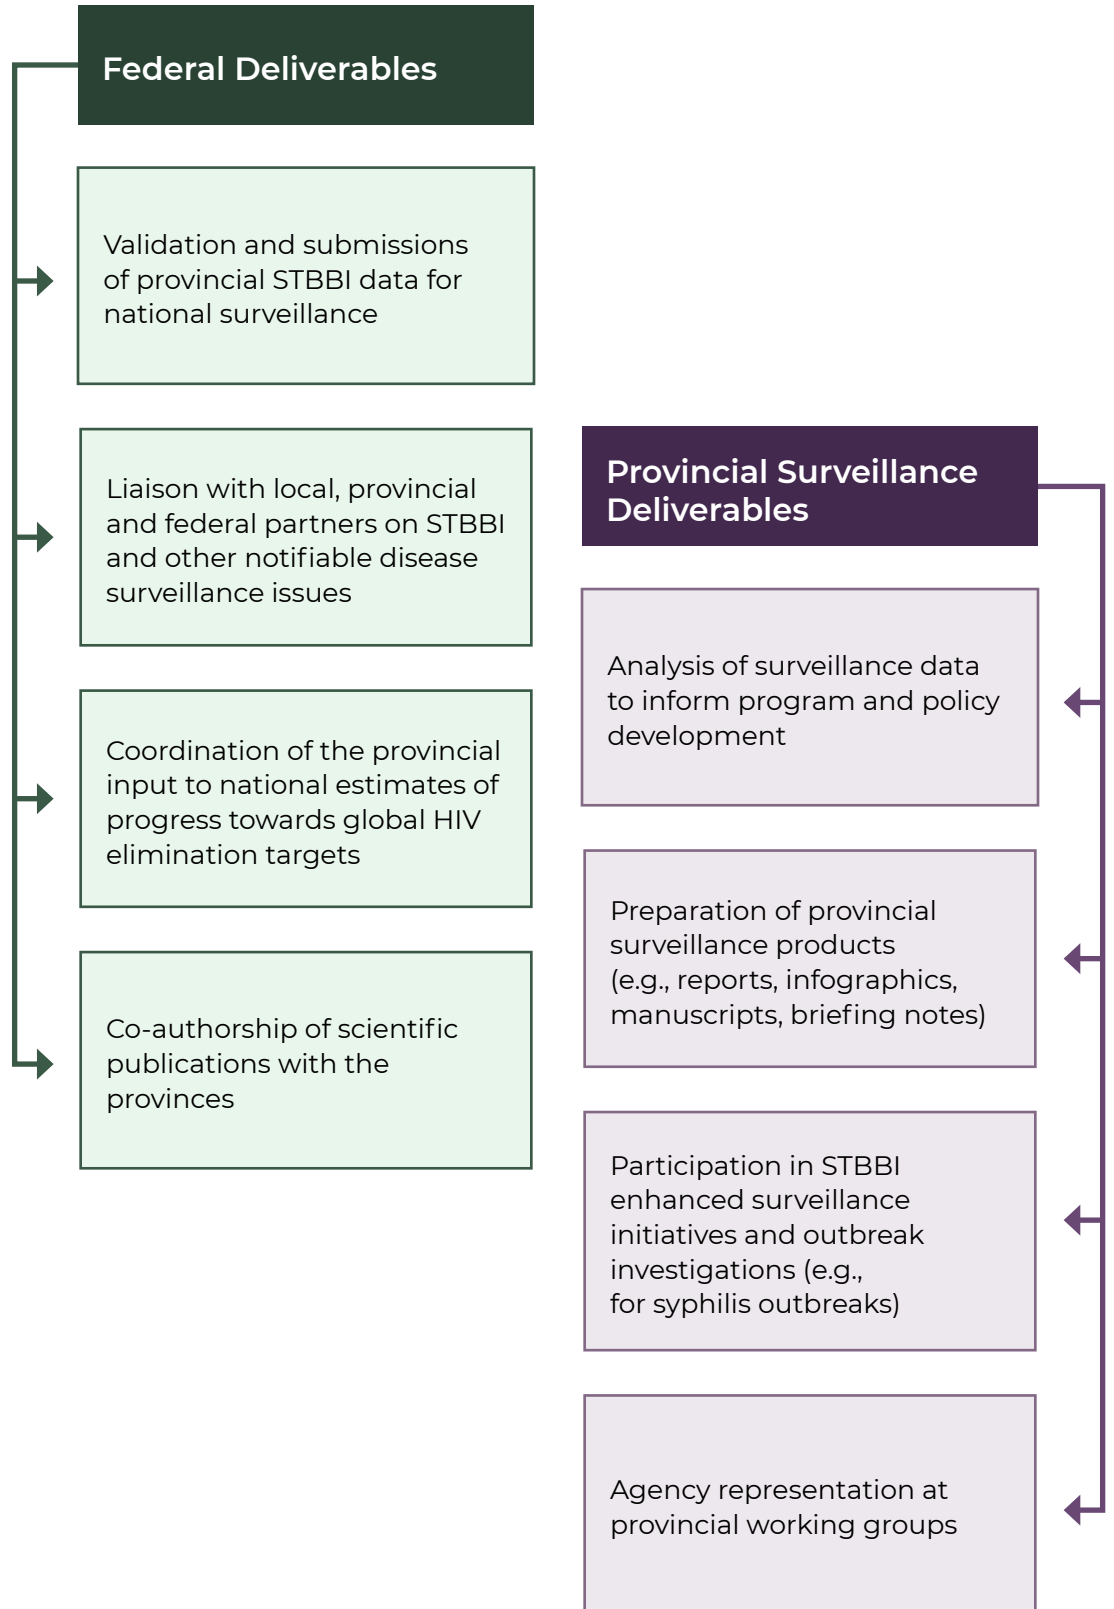 Federal Deliverables
Validation and submissions
of provincial STBBI data for
national surveillance
Liaison with local, provincial
and federal partners on STBBI
and other notifiable disease
surveillance issues
Coordination of the provincial
input to national estimates of
progress towards global HIV
elimination targets
Co-authorship of scientific
publications with the
provinces
Provincial Surveillance
Deliverables
Analysis of surveillance data
to inform program and policy
development
Preparation of provincial
surveillance products
(e.g., reports, infographics,
manuscripts, briefing notes)
Participation in STBBI
enhanced surveillance
initiatives and outbreak
investigations (e.g.,
for syphilis outbreaks)
Agency representation at
provincial working groups